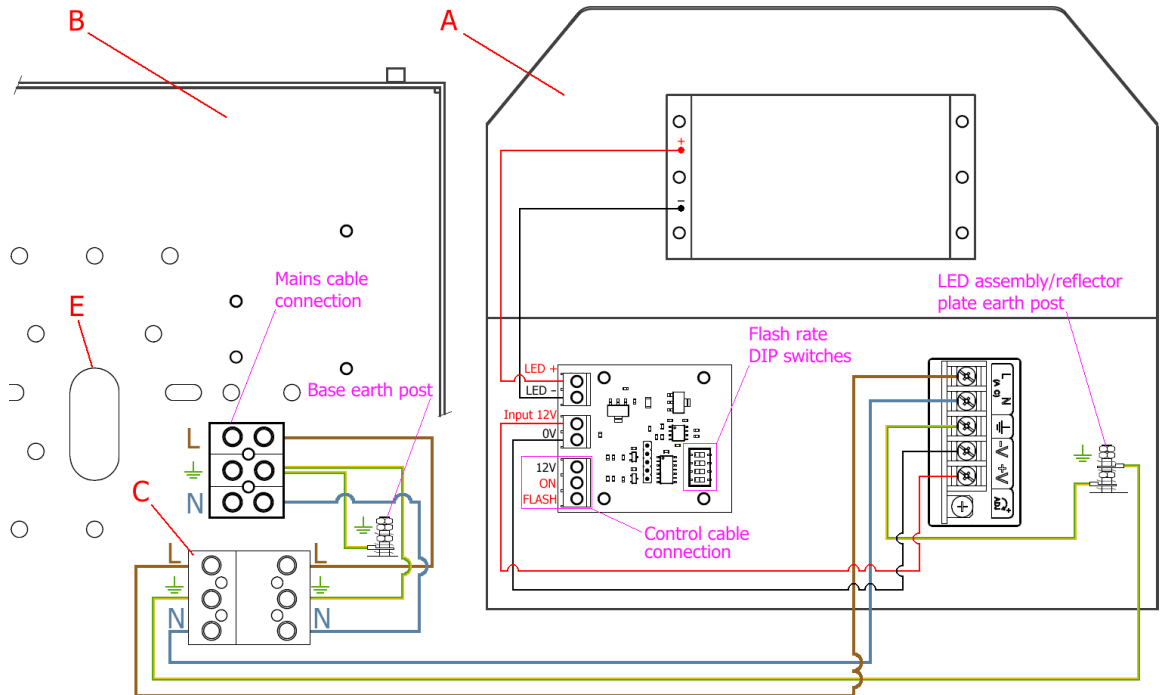 B
A
+
−
Mains cable
connection
LED assembly/reflector
plate earth post
E
Flash rate
DIP switches
Base earth post
LED +
LED −
Input 12V
0V
12V
ON
FLASH
L
N
-V
+V
ADJ
L
N
Control cable
connection
C
L
L
N
N